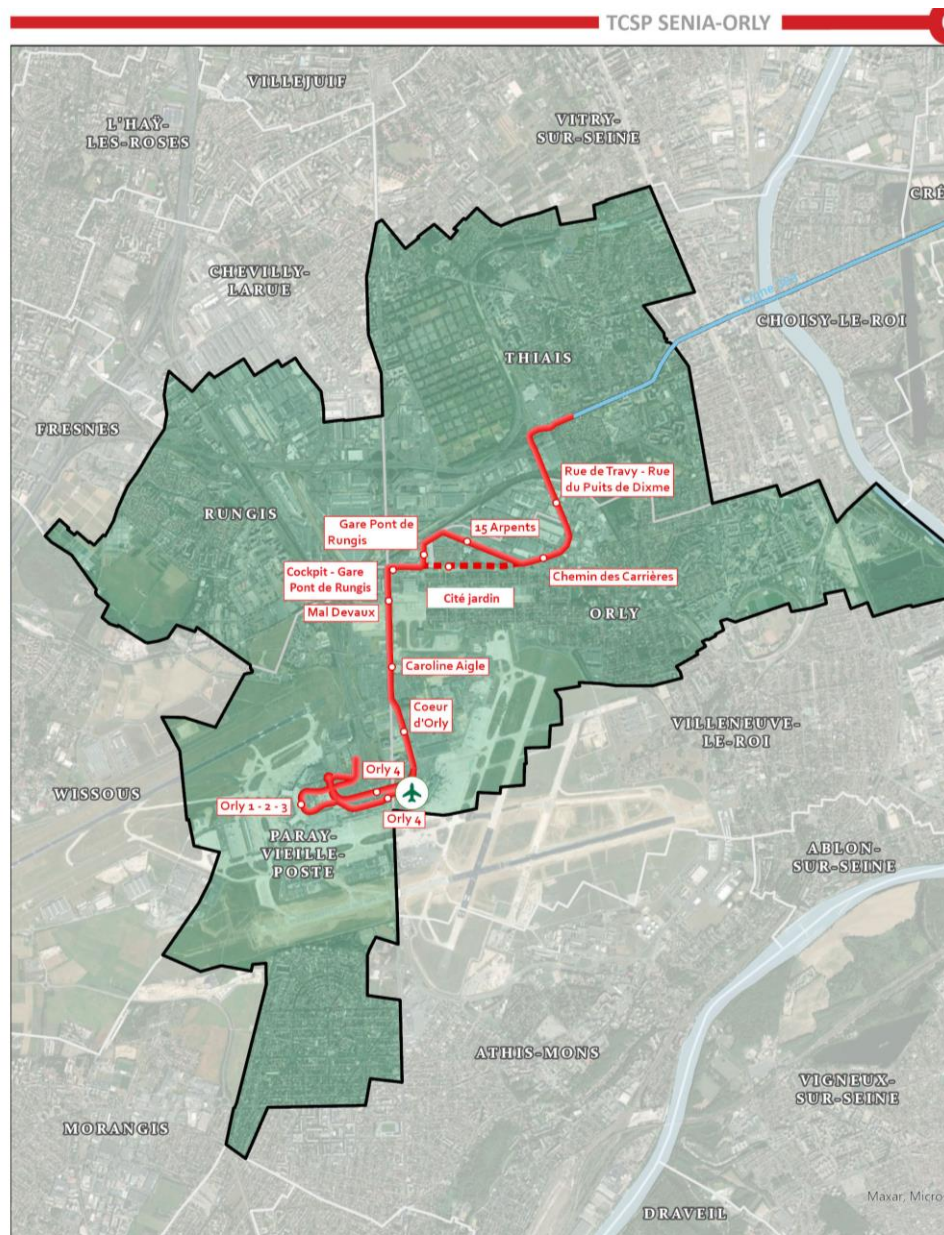 TCSP SENIA-ORLY
VILLEJUIF
L'HAŸ-
LES-ROSES
VITRY-
SUR-SEINE
CRÉ
CHEVILLY-
LARUE
CHOISY-LE-ROI
THIAIS
FRESNES
Rue de Travy - Rue
du Puits de Dixme
RUNGIS
15 Arpents
Gare Pont de
Rungis
Cockpit - Gare
Pont de Rungis
Chemin des Carrières
Cité jardin
Mal Devaux
ORLY
Caroline Aigle
Coeur
d'Orly
VILLENEUVE-
LE-ROI
Orly 4
WISSOUS
Orly 1 - 2 - 3
Orly 4
PARAY-
VIEILLE-
POSTE
ABLON-
SUR-SEINE
ATHIS-MONS
VIGNEUX-
SUR-SEINE
MORANGIS
Maxar, Micro
DRAVEIL